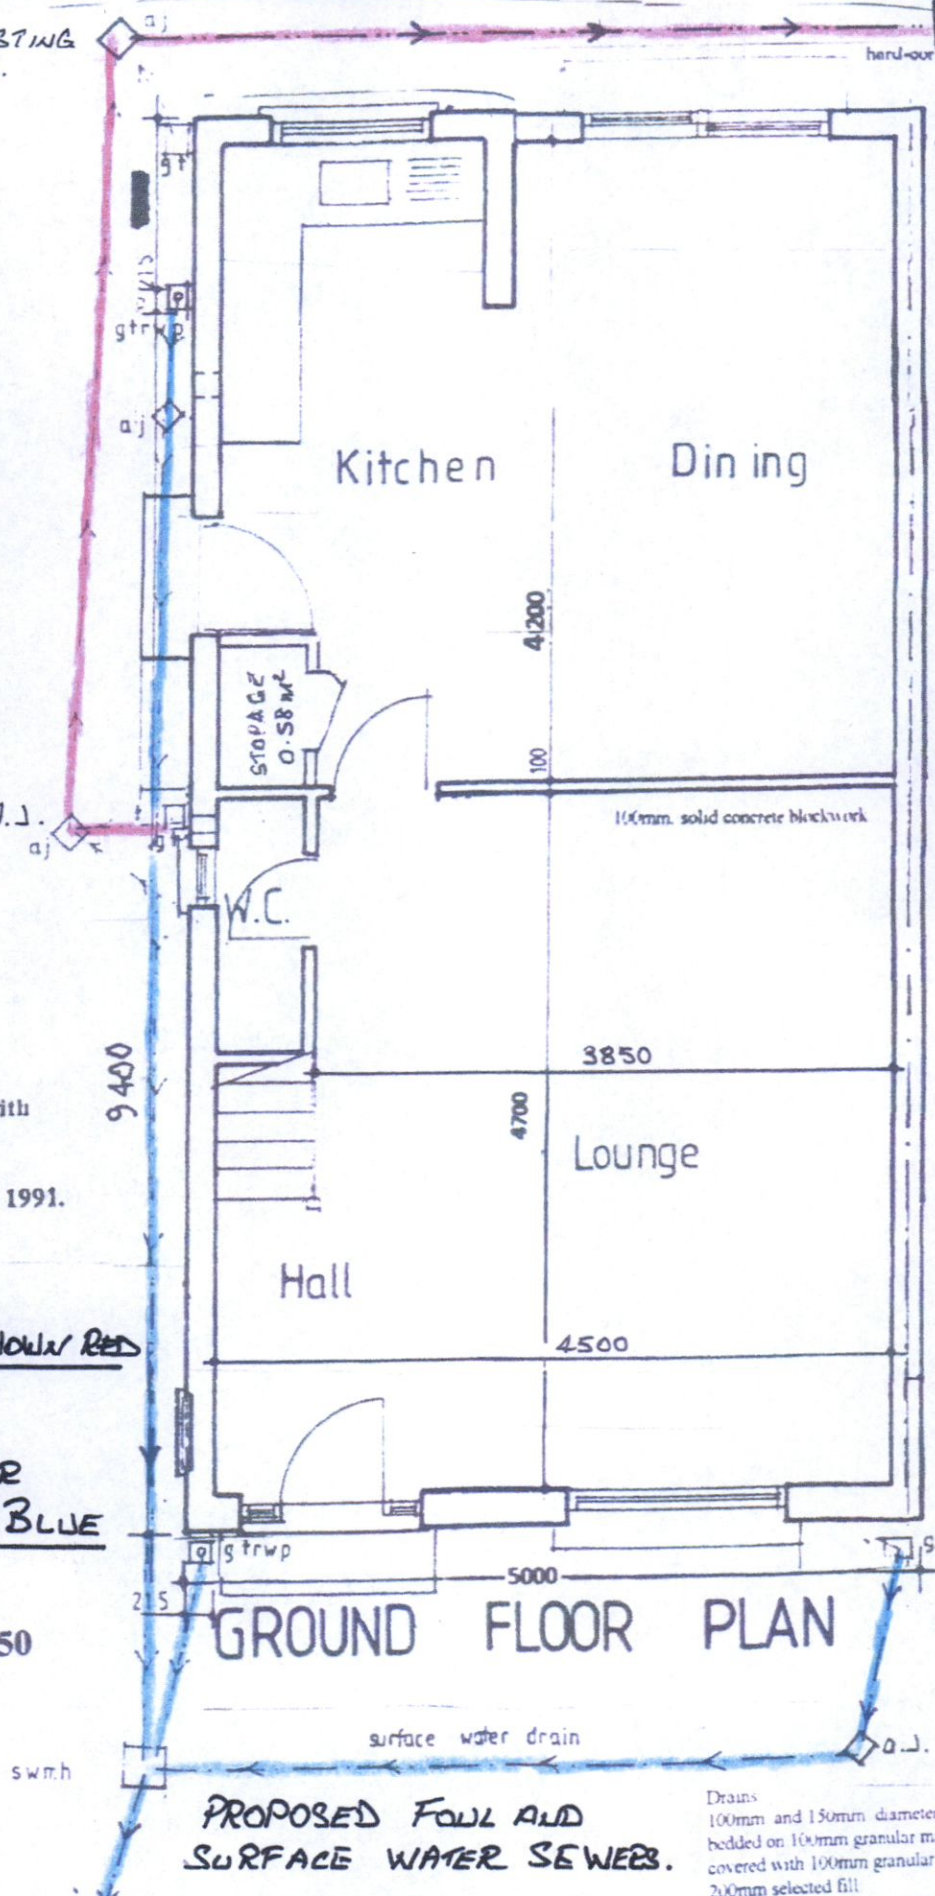 STING
aj
hard-cor
gt
gtrwp
aj
Kitchen
Dining
4200
STORAGE
0.58 M²
100
100mm. solid concrete blockwork
aj
W.C.
9400
3850
ith
4700
Lounge
1991.
Hall
HOWN RED
4500
R
BLUE
gtrwp
5000
50
GROUND FLOOR PLAN
surface water drain
swmh
a.j.
PROPOSED FOUL AND
SURFACE WATER SEWERS.
Drains
100mm and 150mm diameter
bedded on 100mm granular m
covered with 100mm granular
200mm selected fill